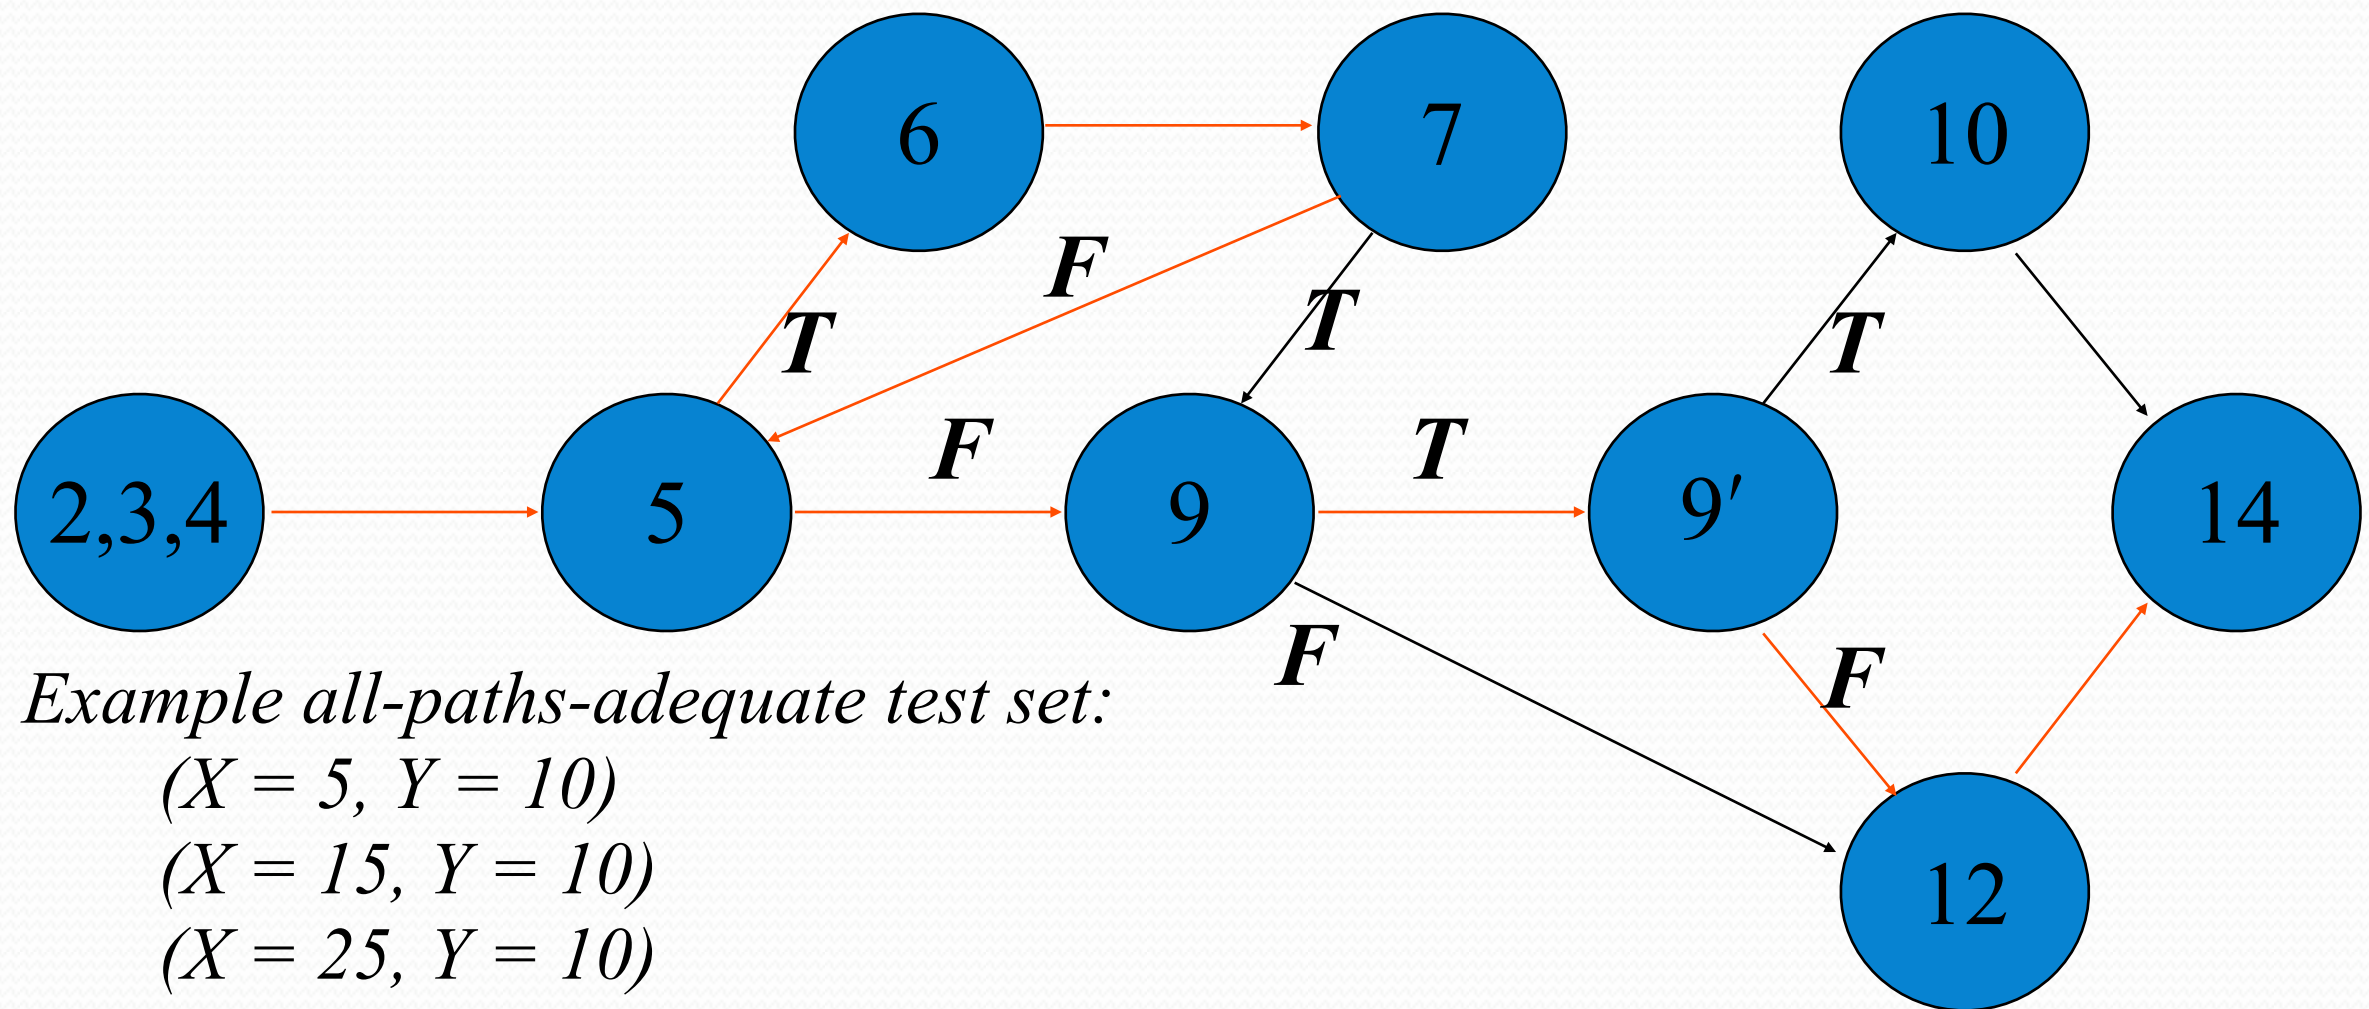 6
7
10
F
T
T
T
F
T
2,3,4
5
9
9′
14
F
F
Example all-paths-adequate test set:
(X = 5, Y = 10)
(X = 15, Y = 10)
(X = 25, Y = 10)
12